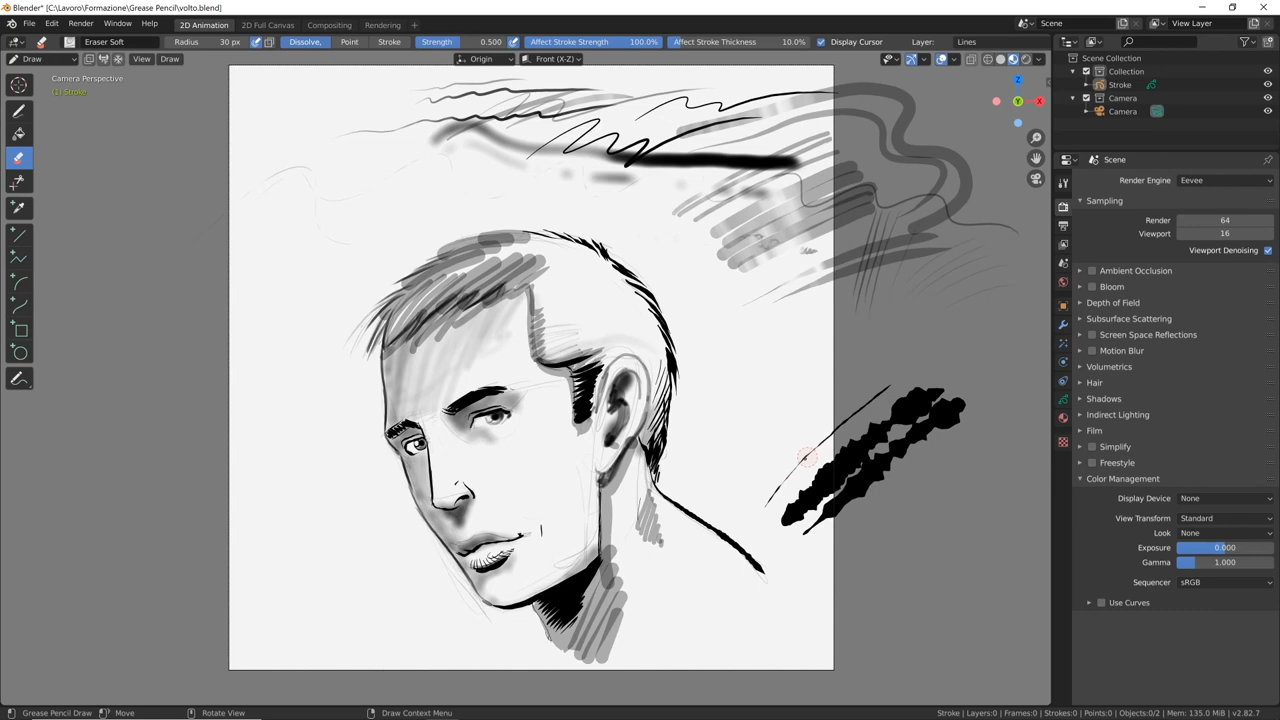 Blender* [C:\Lavoro\Formazione\Grease Pencil\volto.blend]
File Edit Render Window Help 2D Animation 2D Full Canvas Compositing Rendering + Scene View Layer
Eraser Soft Radius 30 px Dissolve, Point Stroke Strength 0.500 Affect Stroke Strength 100.0% Affect Stroke Thickness 10.0% Display Cursor Layer: Lines
Draw View Draw Origin Front (X-Z)
Scene Collection
Collection
Stroke
Camera
Camera
Camera Perspective
(1) Stroke
Z
Y X
Scene
Render Engine Eevee
Sampling
Render 64
Viewport 16
Viewport Denoising
Ambient Occlusion
Bloom
Depth of Field
Subsurface Scattering
Screen Space Reflections
Motion Blur
Volumetrics
Hair
Shadows
Indirect Lighting
Film
Simplify
Freestyle
Color Management
Display Device None
View Transform Standard
Look None
Exposure 0.000
Gamma 1.000
Sequencer sRGB
Use Curves
Grease Pencil Draw Move Rotate View Draw Context Menu Stroke | Layers:0 | Frames:0 | Strokes:0 | Points:0 | Objects:0/2 | Mem: 135.0 MiB | v2.82.7